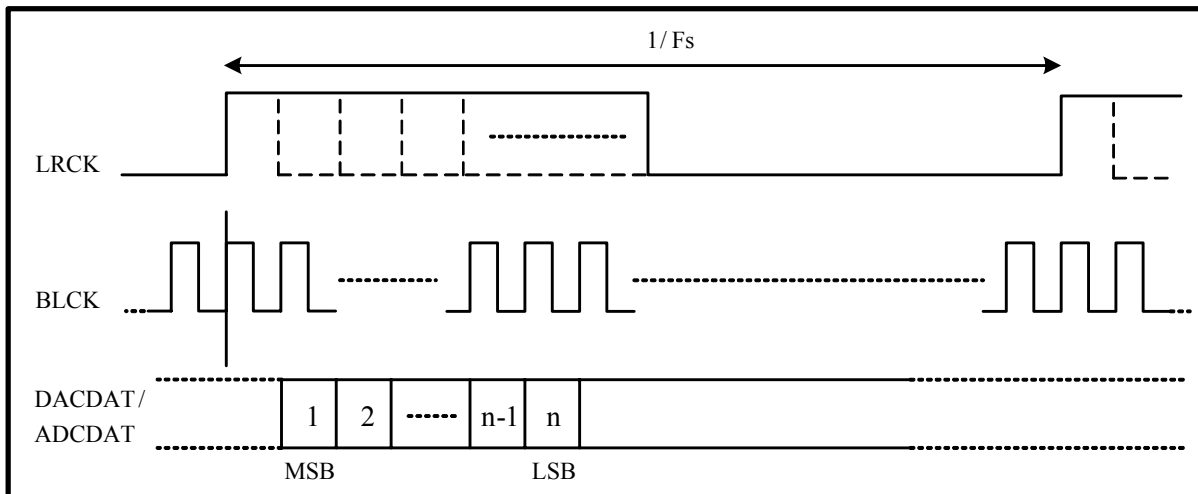 1/ Fs
LRCK
BLCK
DACDAT /
ADCDAT
1 2 n-1 n
MSB LSB